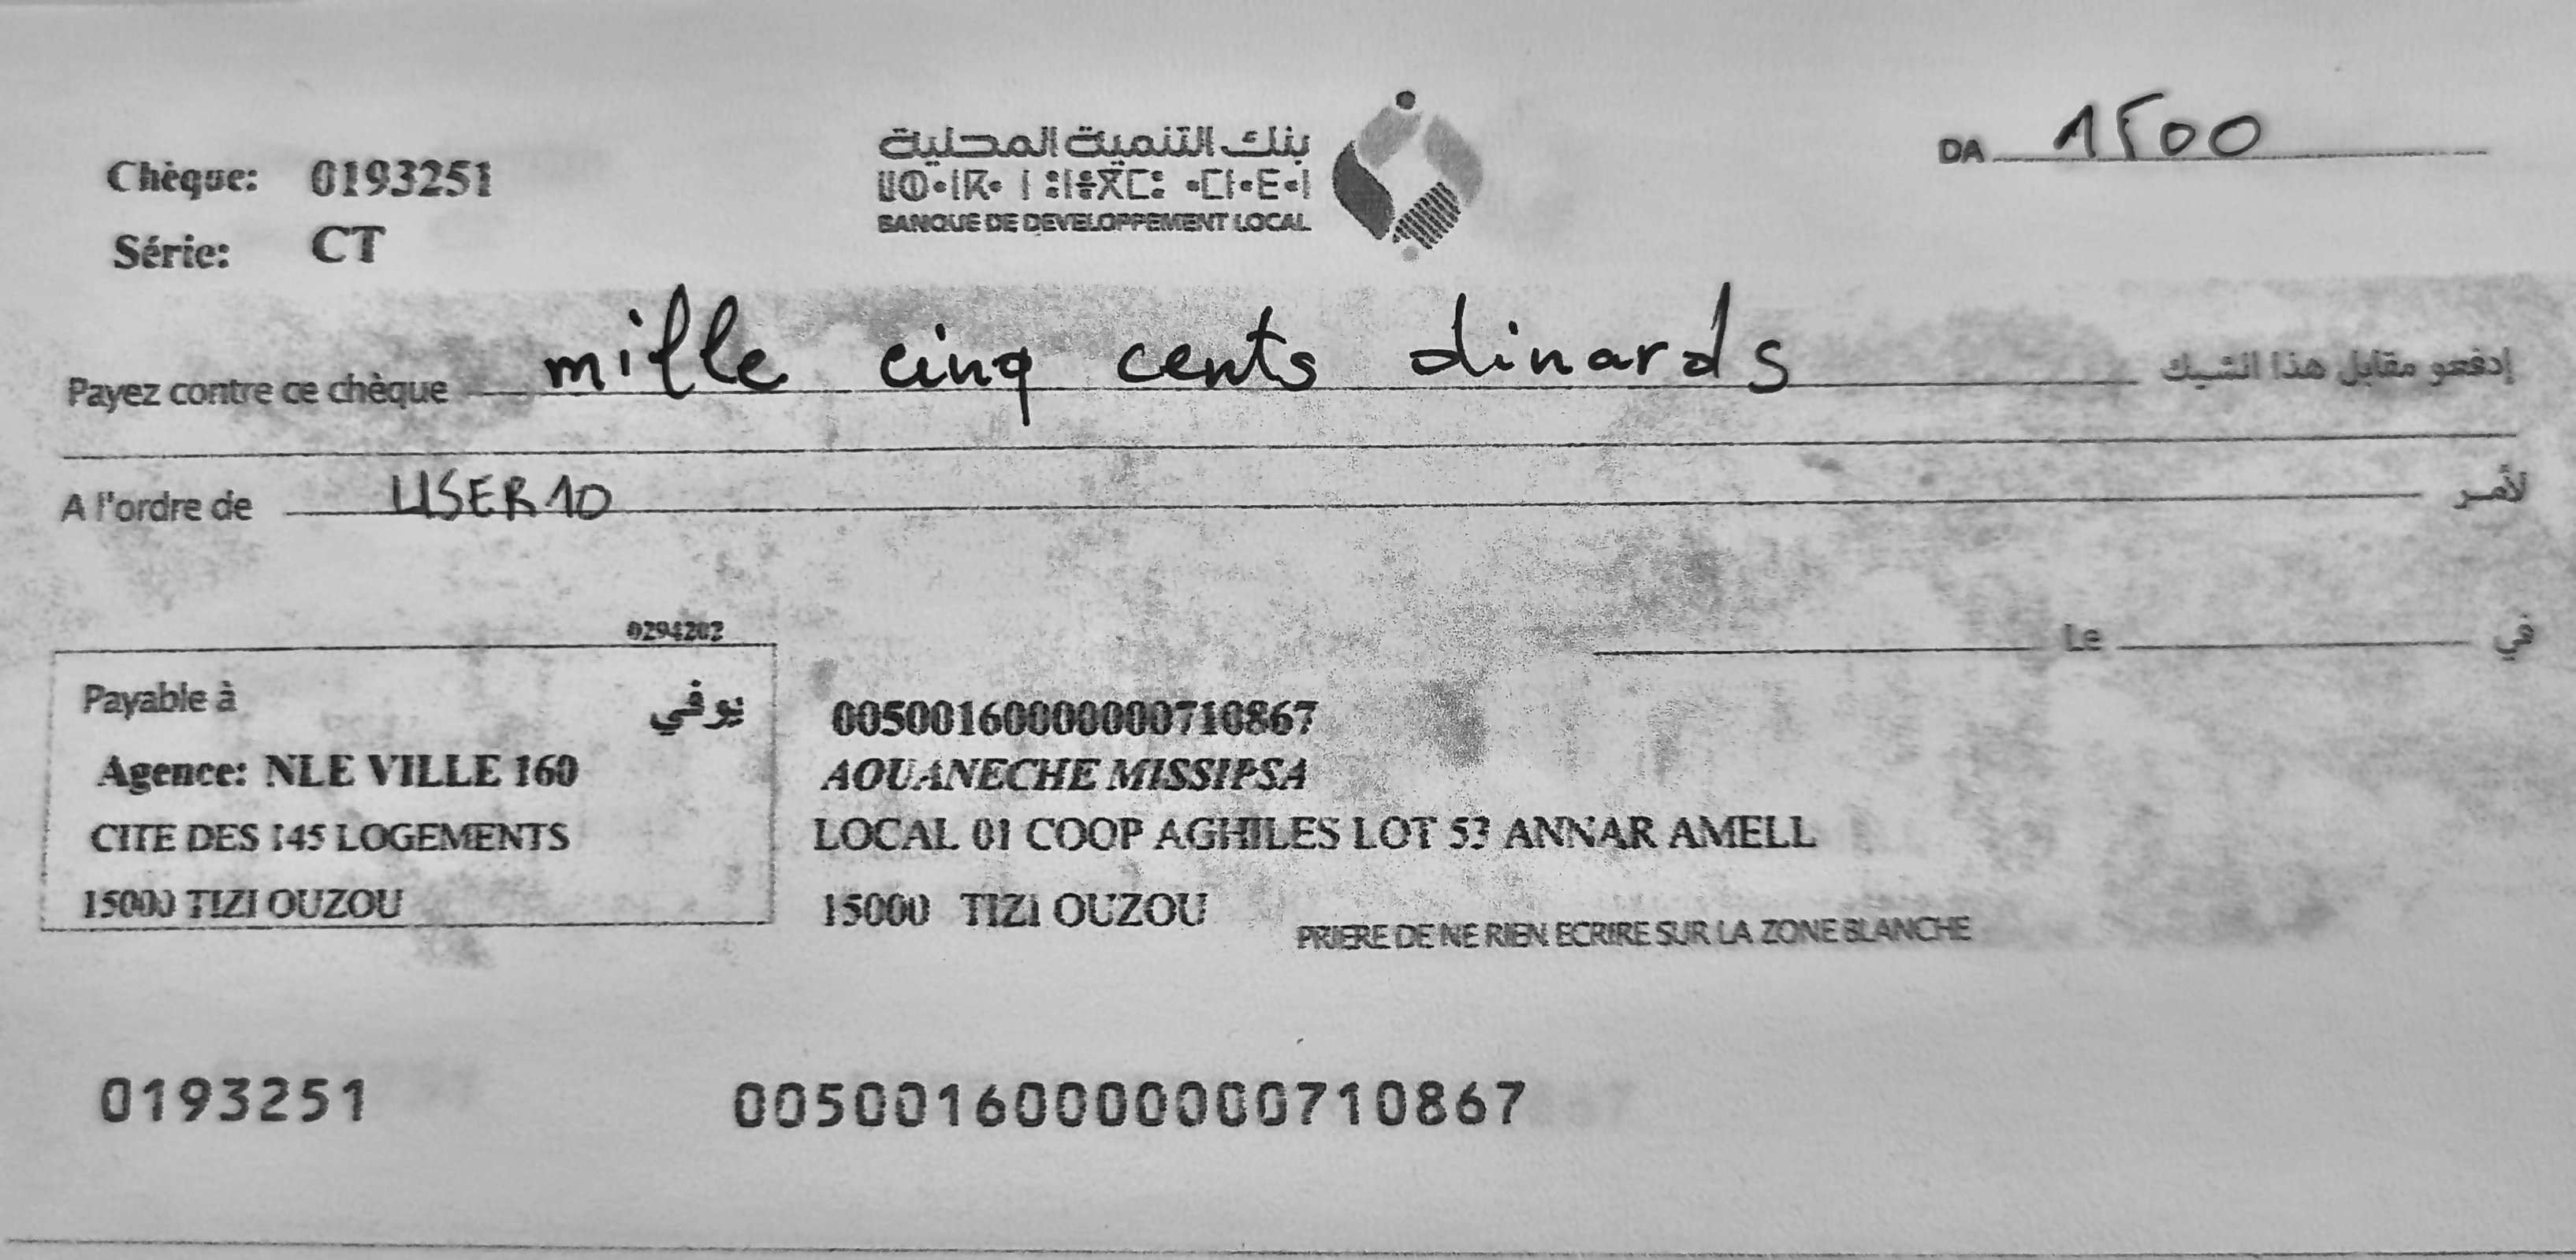 بنك التنمية المحلية
BANQUE DE DEVELOPPEMENT LOCAL
DA 1500
Chèque: 0193251
Série: CT
Payez contre ce chèque mille cinq cents dinards إدفعو مقابل هذا الشيك
A l'ordre de USER10 لأمر
0294202
Le في
Payable à يوفي
Agence: NLE VILLE 160
CITE DES 145 LOGEMENTS
15000 TIZI OUZOU
00500160000000710867
AOUANECHE MISSIPSA
LOCAL 01 COOP AGHILES LOT 53 ANNAR AMELL
15000 TIZI OUZOU
PRIERE DE NE RIEN ECRIRE SUR LA ZONE BLANCHE
0193251 00500160000000710867